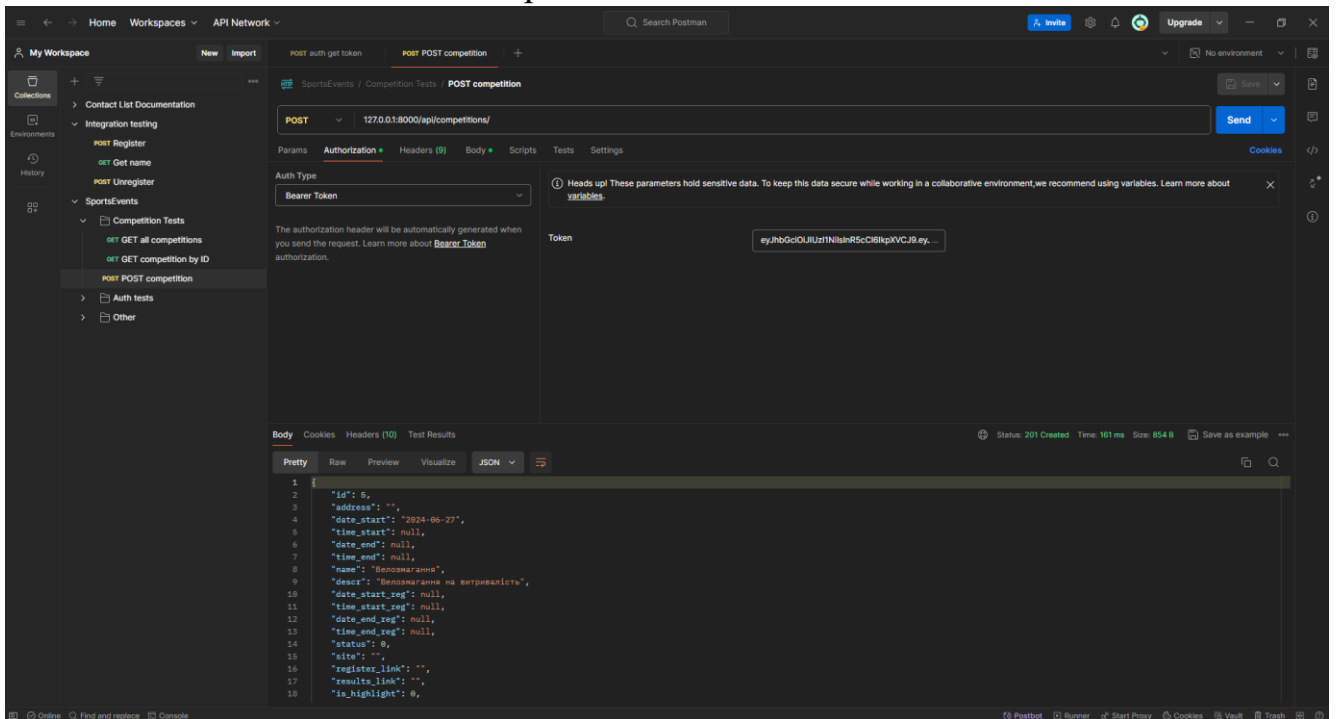 Home Workspaces API Network Search Postman Invite Upgrade
My Workspace New Import POST auth get token POST POST competition No environment
Collections
Environments
History
Contact List Documentation
Integration testing
POST Register
GET Get name
POST Unregister
SportsEvents
Competition Tests
GET GET all competitions
GET GET competition by ID
POST POST competition
Auth tests
Other
SportsEvents / Competition Tests / POST competition Save
POST 127.0.0.1:8000/api/competitions/ Send
Params Authorization Headers (9) Body Scripts Tests Settings Cookies
Auth Type
Bearer Token
The authorization header will be automatically generated when
you send the request. Learn more about Bearer Token
authorization.
Heads up! These parameters hold sensitive data. To keep this data secure while working in a collaborative environment,we recommend using variables. Learn more about
variables.
Token
Body Cookies Headers (10) Test Results Status: 201 Created Time: 161 ms Size: 854 B Save as example
Pretty Raw Preview Visualize JSON
1 {
2 "id": 5,
3 "address": "",
4 "date_start": "2024-06-27",
5 "time_start": null,
6 "date_end": null,
7 "time_end": null,
8 "name": "Велозмагання",
9 "descr": "Велозмагання на витривалість",
10 "date_start_reg": null,
11 "time_start_reg": null,
12 "date_end_reg": null,
13 "time_end_reg": null,
14 "status": 0,
15 "site": "",
16 "register_link": "",
17 "results_link": "",
18 "is_highlight": 0,
Online Find and replace Console Postbot Runner Start Proxy Cookies Vault Trash